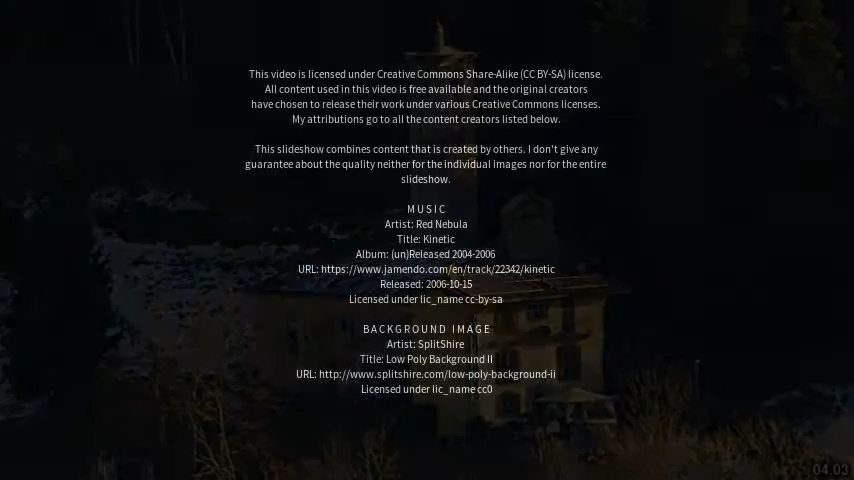 This video is licensed under Creative Commons Share-Alike (CC BY-SA) license.
All content used in this video is free available and the original creators
have chosen to release their work under various Creative Commons licenses.
My attributions go to all the content creators listed below.
This slideshow combines content that is created by others. I don't give any
guarantee about the quality neither for the individual images nor for the entire
slideshow.
MUSIC
Artist: Red Nebula
Title: Kinetic
Album: (un)Released 2004-2006
URL: https://www.jamendo.com/en/track/22342/kinetic
Released: 2006-10-15
Licensed under lic_name cc-by-sa
BACKGROUND IMAGE
Artist: SplitShire
Title: Low Poly Background II
URL: http://www.splitshire.com/low-poly-background-ii
Licensed under lic_name cc0
04.03